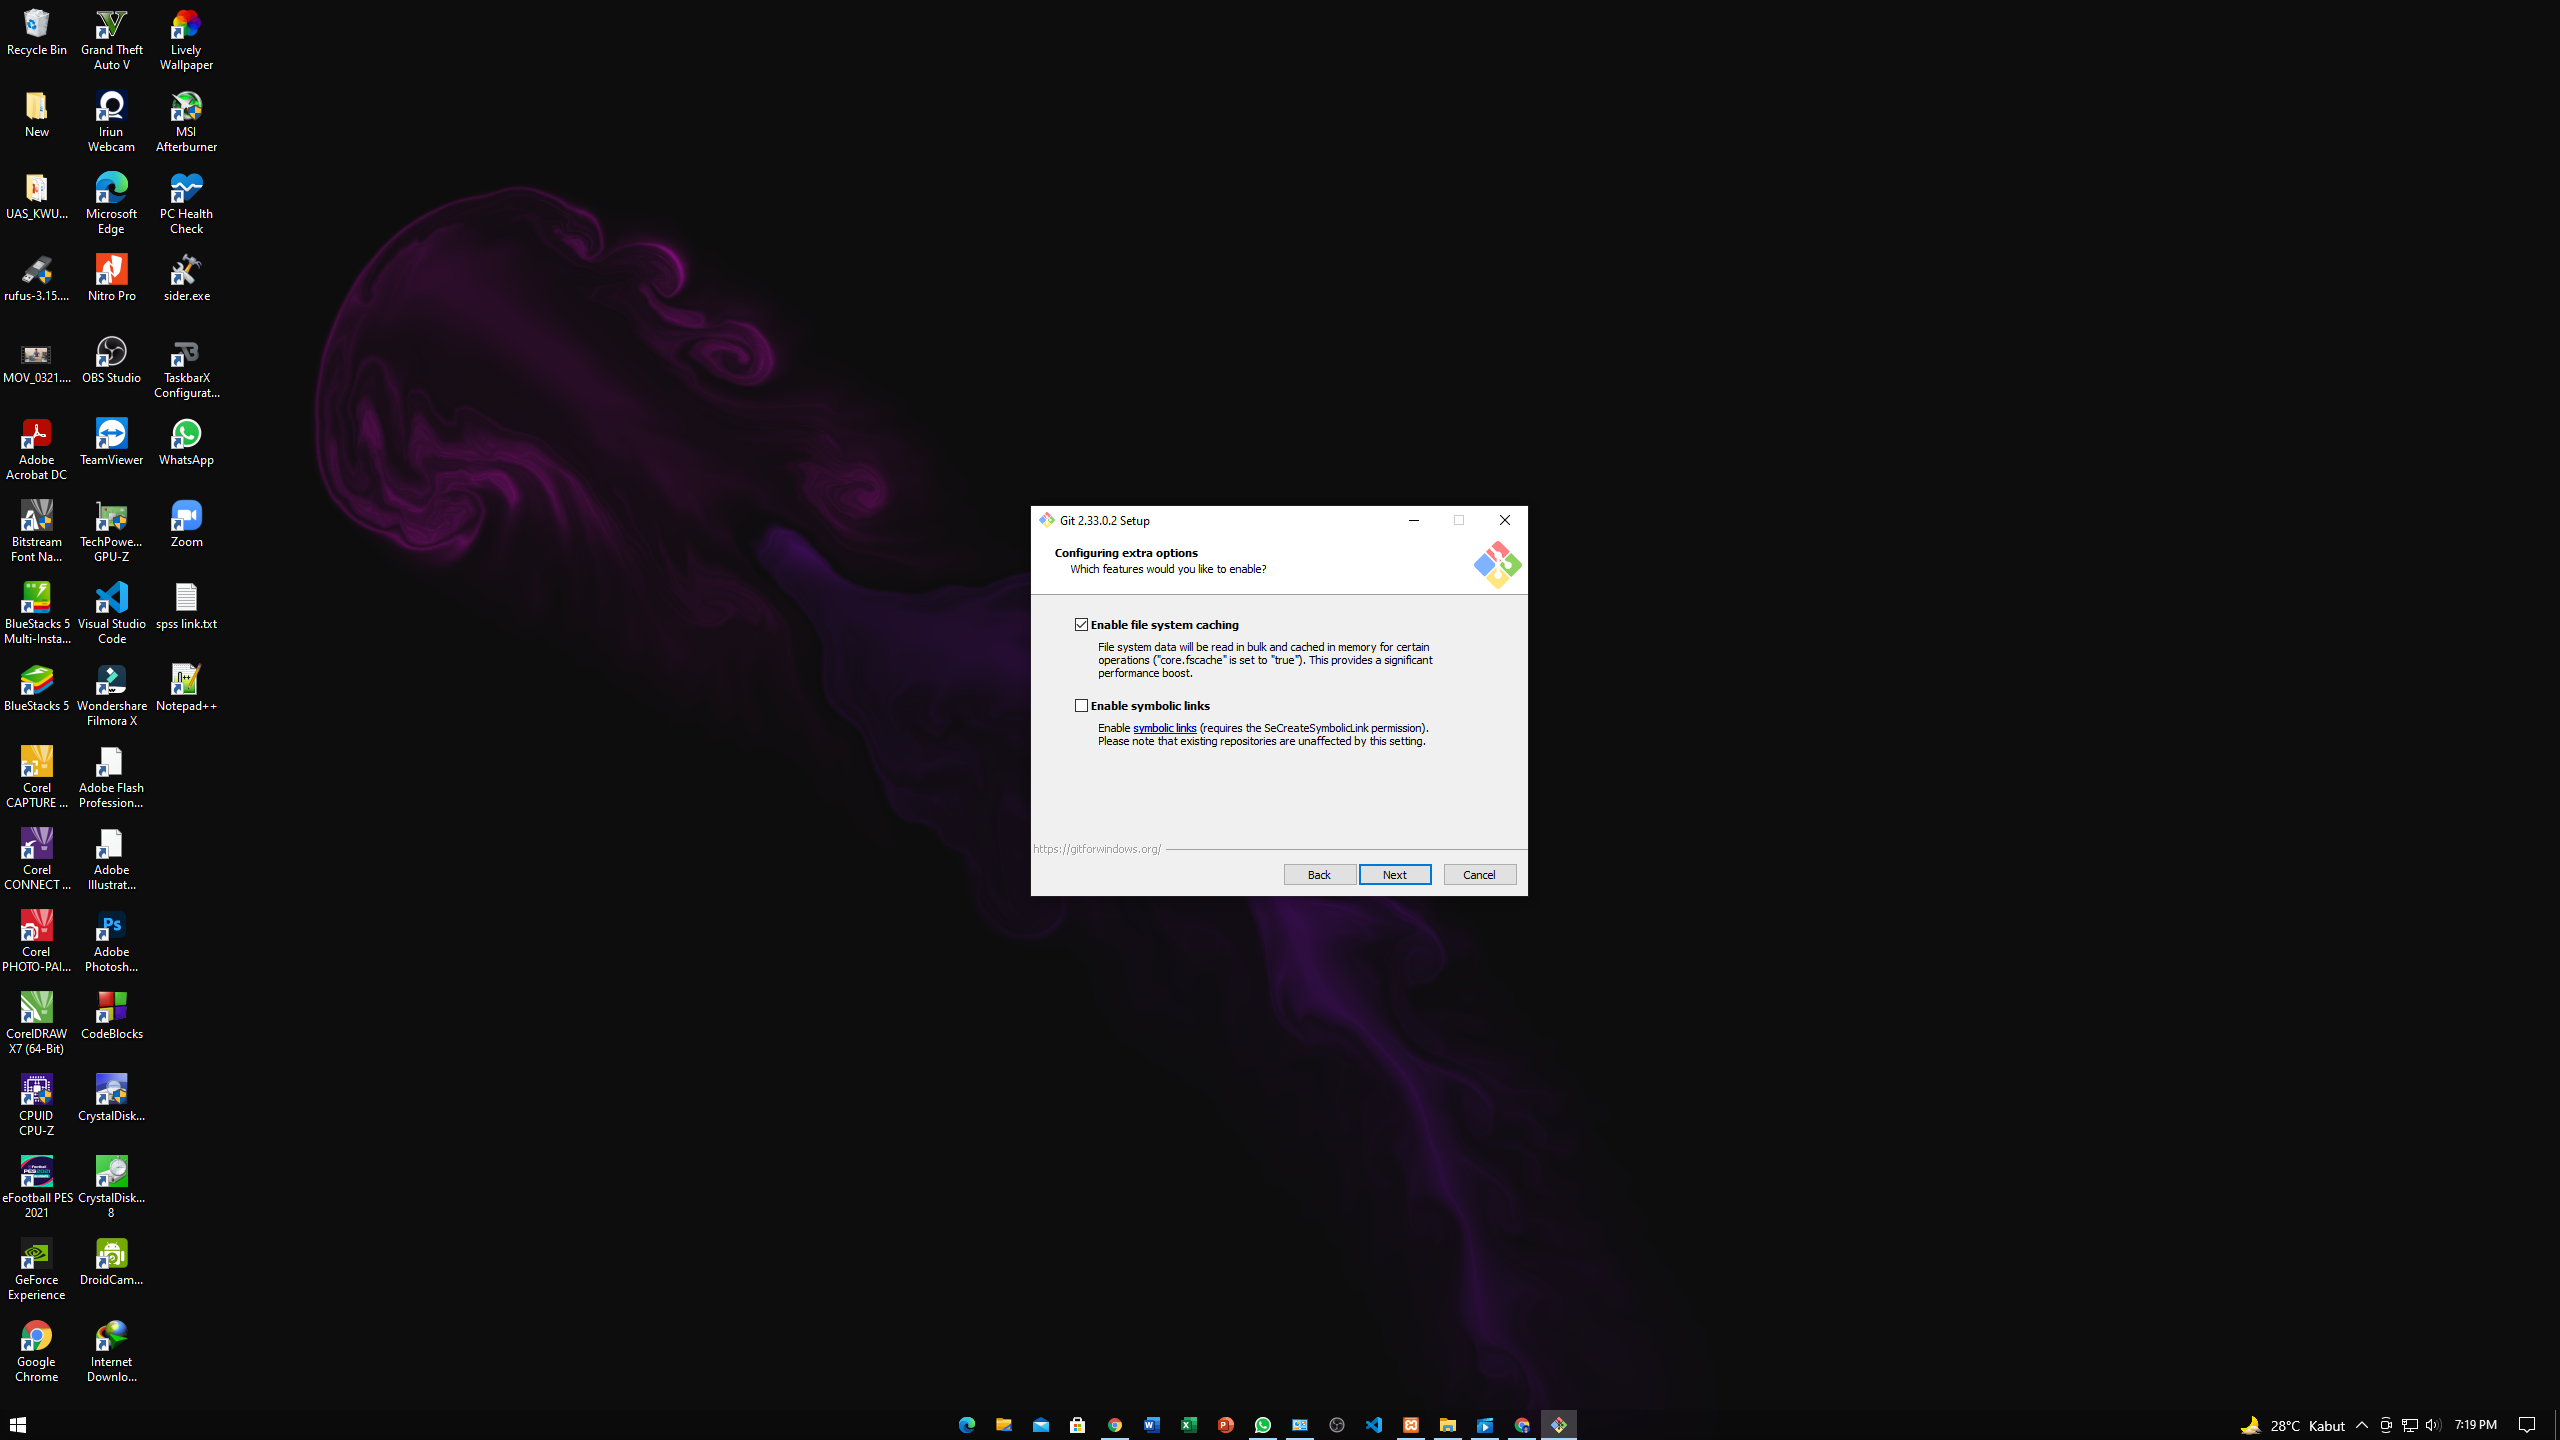 Recycle Bin
Grand Theft
Auto V
Lively
Wallpaper
New
Iriun
Webcam
MSI
Afterburner
UAS_KWU...
Microsoft
Edge
PC Health
Check
rufus-3.15....
Nitro Pro
sider.exe
MOV_0321....
OBS Studio
TaskbarX
Configurat...
Adobe
Acrobat DC
TeamViewer
WhatsApp
Bitstream
Font Na...
TechPowe...
GPU-Z
Zoom
BlueStacks 5
Multi-Insta...
Visual Studio
Code
spss link.txt
BlueStacks 5
Wondershare
Filmora X
Notepad++
Corel
CAPTURE ...
Adobe Flash
Profession...
Corel
CONNECT ...
Adobe
Illustrat...
Corel
PHOTO-PAI...
Adobe
Photosh...
CorelDRAW
X7 (64-Bit)
CodeBlocks
CPUID
CPU-Z
CrystalDisk...
eFootball PES
2021
CrystalDisk...
8
GeForce
Experience
DroidCam...
Google
Chrome
Internet
Downlo...
Git 2.33.0.2 Setup
Configuring extra options
Which features would you like to enable?
Enable file system caching
File system data will be read in bulk and cached in memory for certain
operations ("core.fscache" is set to "true"). This provides a significant
performance boost.
Enable symbolic links
Enable symbolic links (requires the SeCreateSymbolicLink permission).
Please note that existing repositories are unaffected by this setting.
https://gitforwindows.org/
Back
Next
Cancel
28°C Kabut
7:19 PM